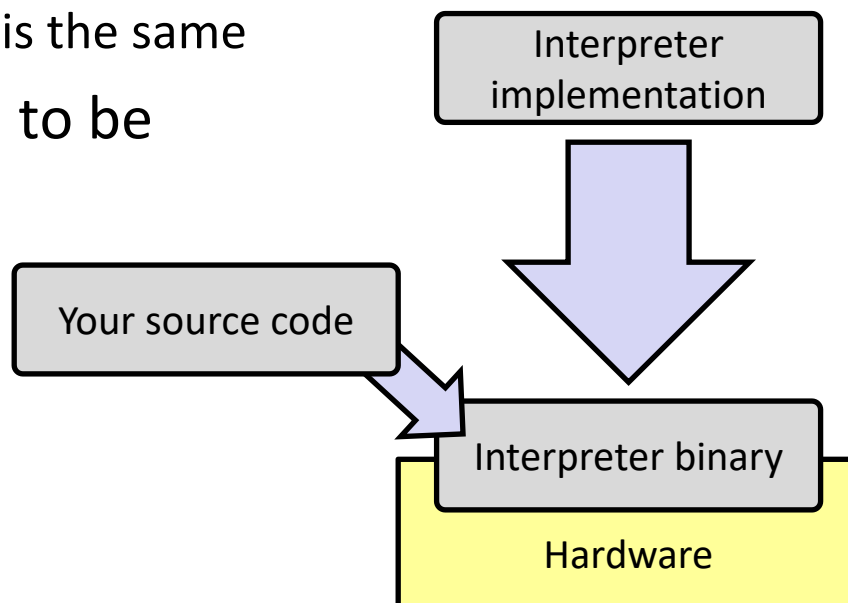 is the same
to be
Interpreter
implementation
Your source code
Interpreter binary
Hardware